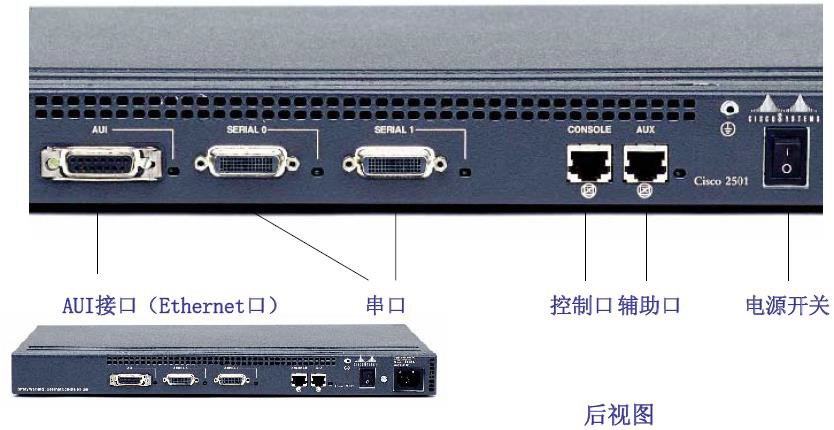 AUI
SERIAL 0
SERIAL 1
CONSOLE
AUX
CISCO SYSTEMS
Cisco 2501
AUI接口（Ethernet口）
串口
控制口
辅助口
电源开关
后视图